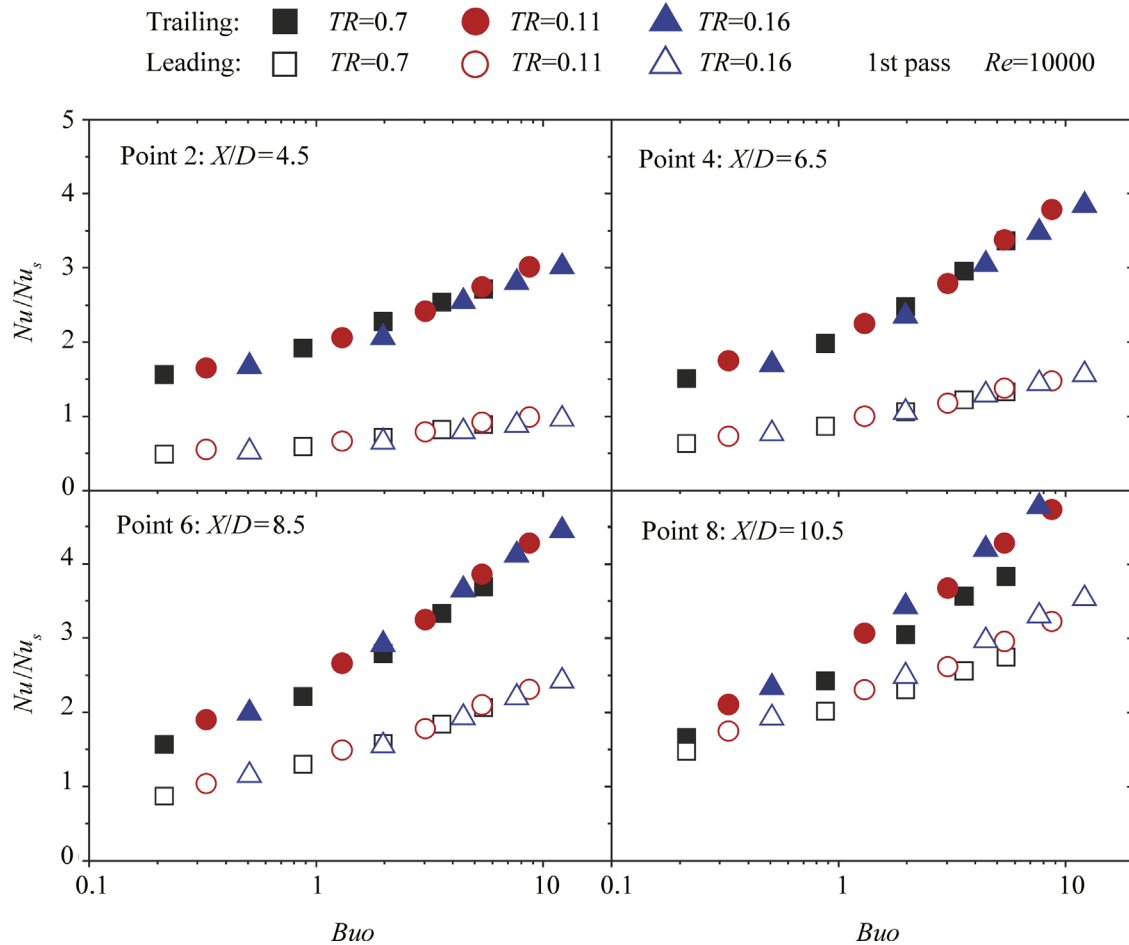 Trailing: TR=0.7 TR=0.11 TR=0.16
Leading: TR=0.7 TR=0.11 TR=0.16 1st pass Re=10000
5
Point 2: X/D=4.5 Point 4: X/D=6.5
4
3
2
1
0
Nu/Nus
Point 6: X/D=8.5 Point 8: X/D=10.5
4
3
2
1
0
Nu/Nus
0.1 1 10 0.1 1 10
Buo Buo